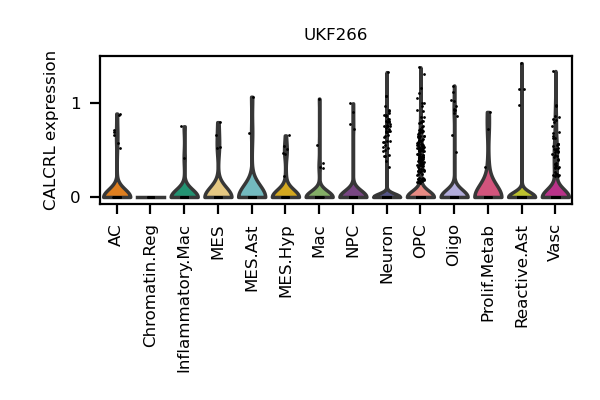 UKF266
CALCRL expression
1
0
AC
Chromatin.Reg
Inflammatory.Mac
MES
MES.Ast
MES.Hyp
Mac
NPC
Neuron
OPC
Oligo
Prolif.Metab
Reactive.Ast
Vasc